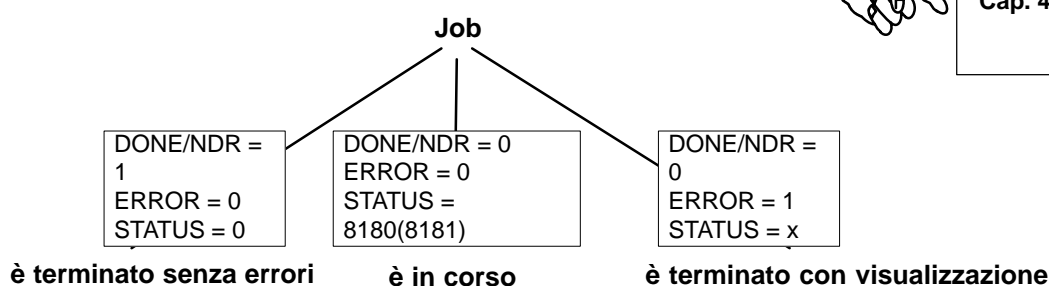 Cap. 4
Job
DONE/NDR =
1
ERROR = 0
STATUS = 0
DONE/NDR = 0
ERROR = 0
STATUS =
8180(8181)
DONE/NDR =
0
ERROR = 1
STATUS = x
è terminato senza errori
è in corso
è terminato con visualizzazione